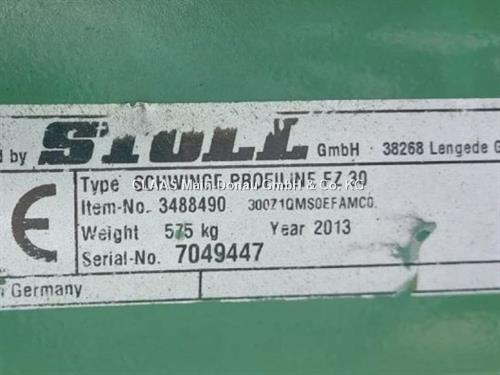 d by STOLL GmbH · 38268 Lengede G
Type SCHWINGE PROFILINE FZ 30
CLAAS Main-Donau GmbH & Co. KG
Item-No. 3488490
Weight 575 kg Year 2013
Serial-No. 7049447
n Germany
CE